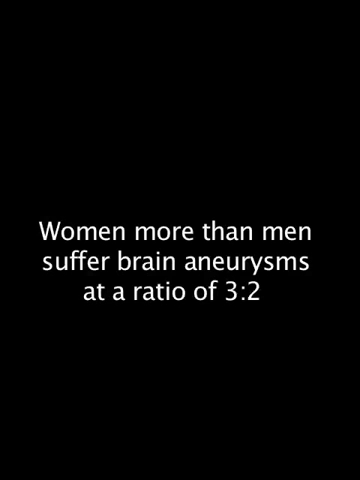 Women more than men
suffer brain aneurysms
at a ratio of 3:2